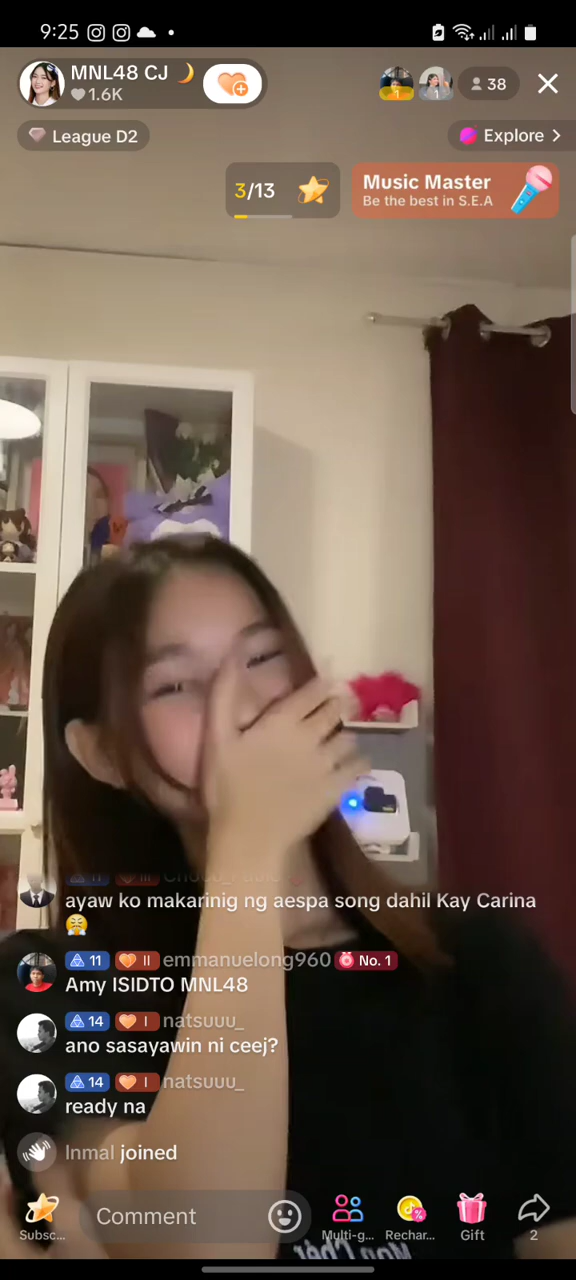 9:25
MNL48 CJ 🌙
1.6K
38
League D2
Explore >
3/13
Music Master
Be the best in S.E.A
ayaw ko makarinig ng aespa song dahil Kay Carina
😤
11 II emmanuelong960 No. 1
Amy ISIDTO MNL48
14 I natsuuu_
ano sasayawin ni ceej?
14 I natsuuu_
ready na
Inmal joined
Comment
Subsc...
Multi-g...
Rechar...
Gift
2